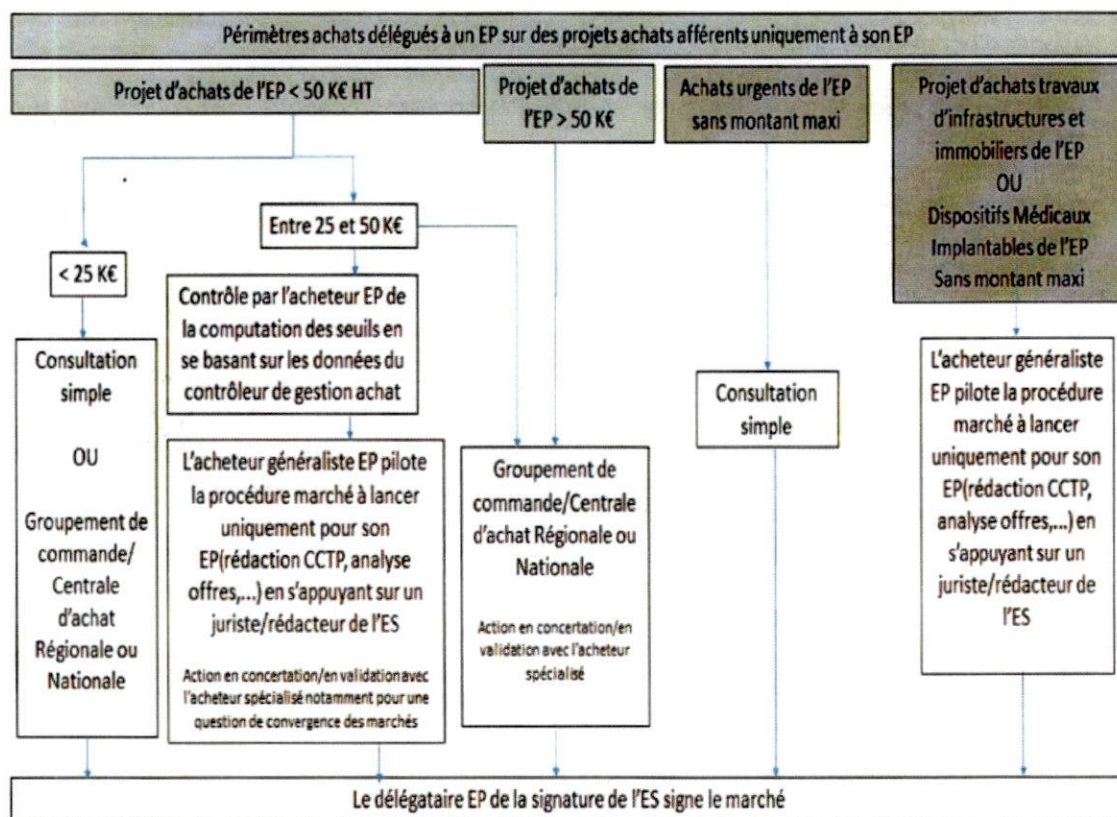 Périmètres achats délégués à un EP sur des projets achats afférents uniquement à son EP
Projet d'achats de l'EP < 50 K€ HT
Projet d'achats de
l'EP > 50 K€
Achats urgents de l'EP
sans montant maxi
Projet d'achats travaux
d'infrastructures et
immobiliers de l'EP
OU
Dispositifs Médicaux
Implantables de l'EP
Sans montant maxi
< 25 K€
Entre 25 et 50 K€
Consultation
simple
OU
Groupement de
commande/
Centrale
d'achat
Régionale ou
Nationale
Contrôle par l'acheteur EP de
la computation des seuils en
se basant sur les données du
contrôleur de gestion achat
L'acheteur généraliste EP pilote
la procédure marché à lancer
uniquement pour son
EP(rédaction CCTP, analyse
offres,...) en s'appuyant sur un
juriste/rédacteur de l'ES
Action en concertation/en validation avec
l'acheteur spécialisé notamment pour une
question de convergence des marchés
Groupement de
commande/Centrale
d'achat Régionale ou
Nationale
Action en concertation/en
validation avec l'acheteur
spécialisé
Consultation
simple
L'acheteur généraliste
EP pilote la procédure
marché à lancer
uniquement pour son
EP(rédaction CCTP,
analyse offres,...) en
s'appuyant sur un
juriste/rédacteur de
l'ES
Le délégataire EP de la signature de l'ES signe le marché